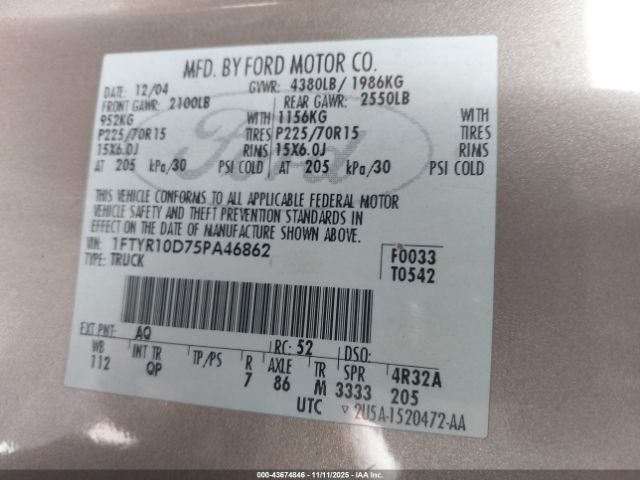 MFD. BY FORD MOTOR CO.
DATE: 12/04 GVWR: 4380LB/ 1986KG
FRONT GAWR: 2100LB REAR GAWR: 2550LB
952KG WITH 1156KG WITH
P225/70R15 TIRES P225/70R15 TIRES
15X6.0J RIMS 15X6.0J RIMS
AT 205 kPa/30 PSI COLD AT 205 kPa/30 PSI COLD
THIS VEHICLE CONFORMS TO ALL APPLICABLE FEDERAL MOTOR
VEHICLE SAFETY AND THEFT PREVENTION STANDARDS IN
EFFECT ON THE DATE OF MANUFACTURE SHOWN ABOVE.
VIN: 1FTYR10D75PA46862 F0033
TYPE: TRUCK T0542
EXT PNT: AQ RC: 52 DSO:
WB INT TR TP/PS R AXLE TR SPR 4R32A
112 QP 7 86 M 3333 205
UTC ▽ 2U5A-1520472-AA
Ford
000-43674846 - 11/11/2025 - IAA Inc.